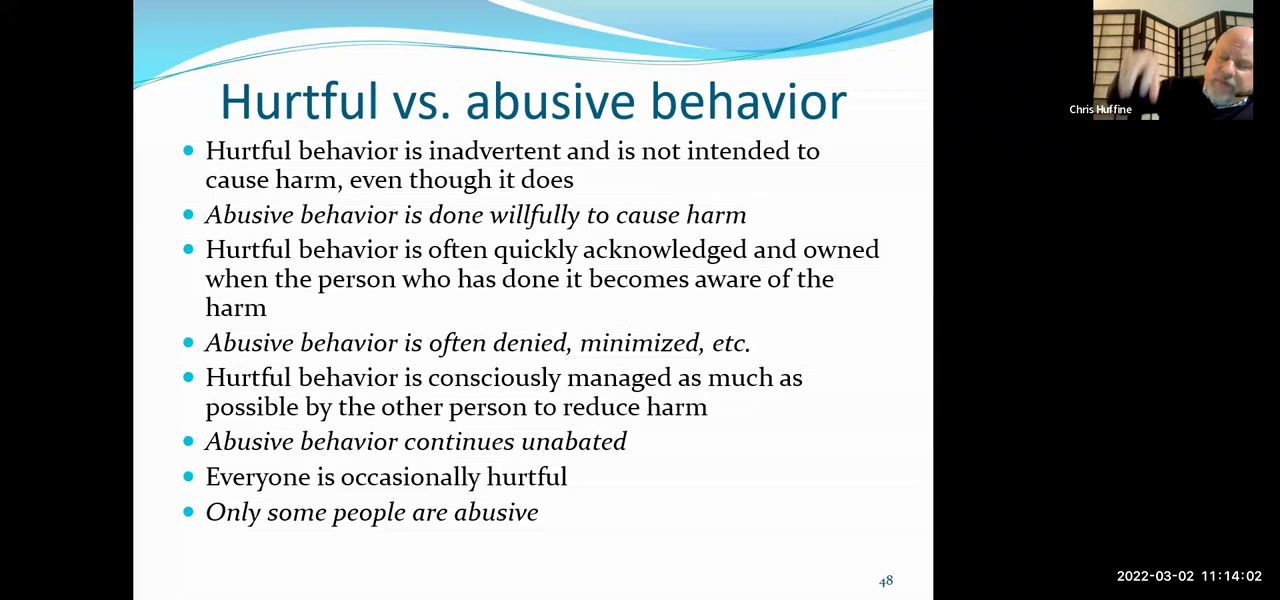 Hurtful vs. abusive behavior
Hurtful behavior is inadvertent and is not intended to
cause harm, even though it does
Abusive behavior is done willfully to cause harm
Hurtful behavior is often quickly acknowledged and owned
when the person who has done it becomes aware of the
harm
Abusive behavior is often denied, minimized, etc.
Hurtful behavior is consciously managed as much as
possible by the other person to reduce harm
Abusive behavior continues unabated
Everyone is occasionally hurtful
Only some people are abusive
48
Chris Huffine
2022-03-02 11:14:02